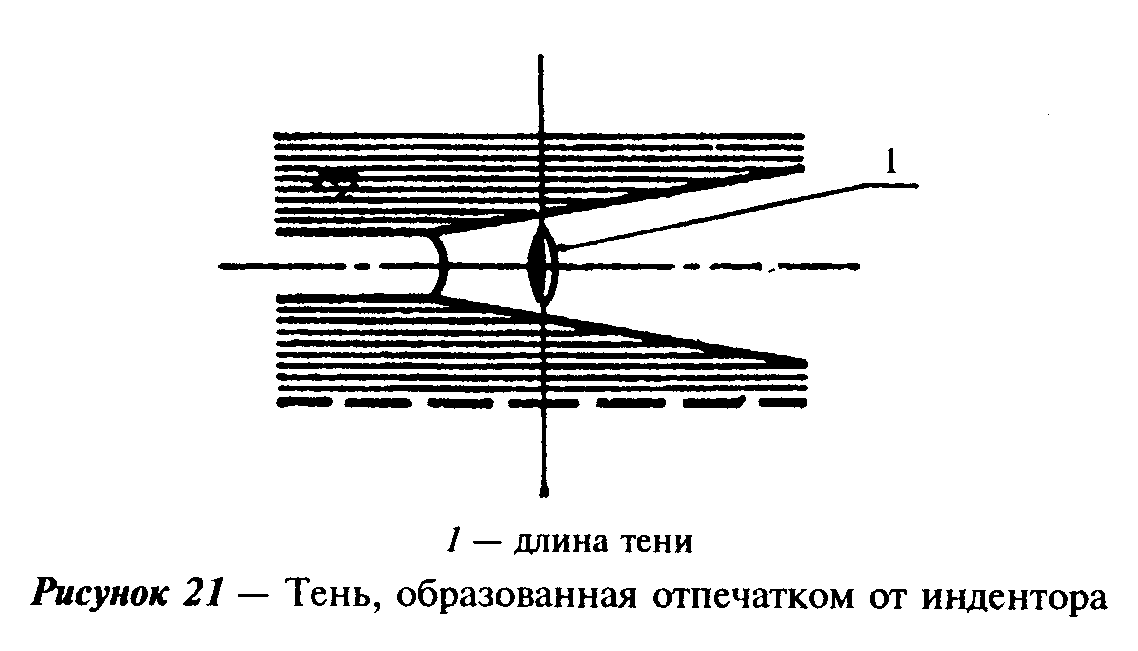 1
1 — длина тени
Рисунок 21 — Тень, образованная отпечатком от индентора